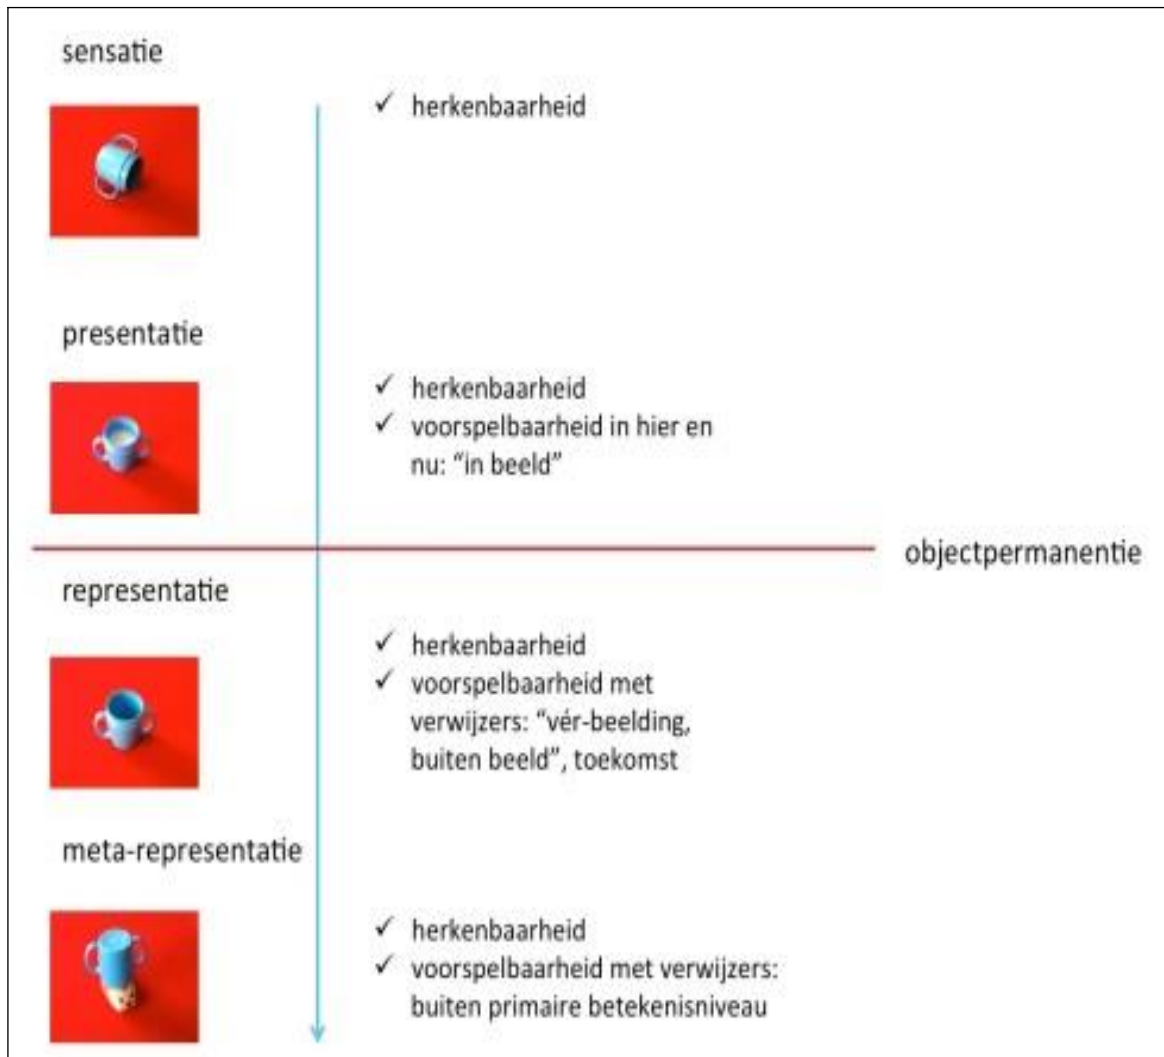 sensatie
✓ herkenbaarheid
presentatie
✓ herkenbaarheid
✓ voorspelbaarheid in hier en
nu: “in beeld”
objectpermanentie
representatie
✓ herkenbaarheid
✓ voorspelbaarheid met
verwijzers: “vér-beelding,
buiten beeld”, toekomst
meta-representatie
✓ herkenbaarheid
✓ voorspelbaarheid met verwijzers:
buiten primaire betekenisniveau